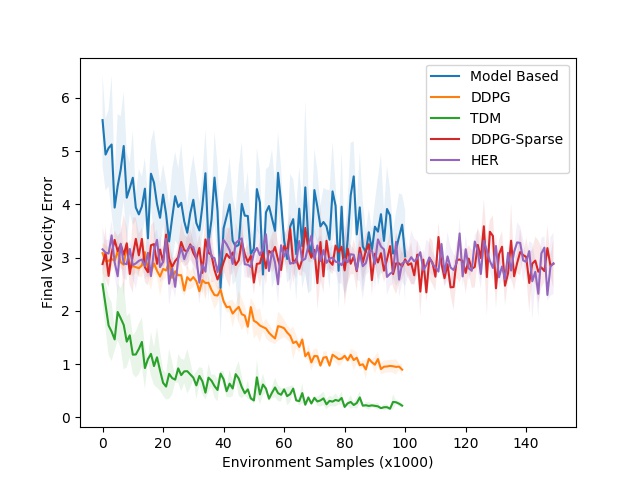 Model Based
DDPG
TDM
DDPG-Sparse
HER
Final Velocity Error
6
5
4
3
2
1
0
0 20 40 60 80 100 120 140
Environment Samples (x1000)